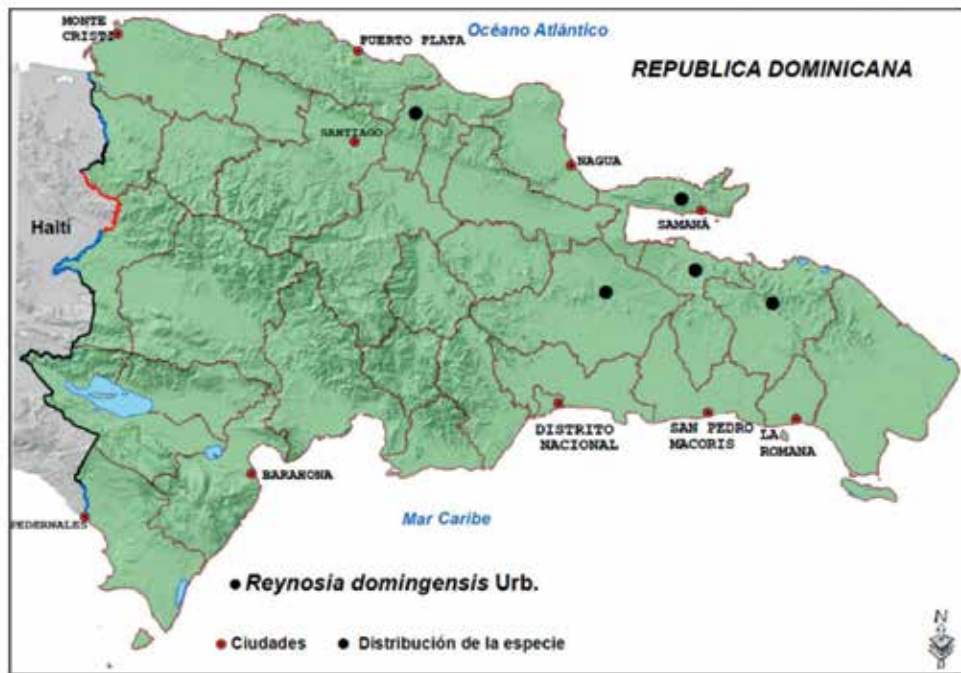 MONTE
CRISTI
Océano Atlántico
PUERTO PLATA
REPUBLICA DOMINICANA
SANTIAGO
NAGUA
Haití
SAMANÁ
DISTRITO
NACIONAL
SAN PEDRO
MACORIS
LA
ROMANA
BARAHONA
PEDERNALES
Mar Caribe
Reynosia domingensis Urb.
Ciudades
Distribución de la especie
N